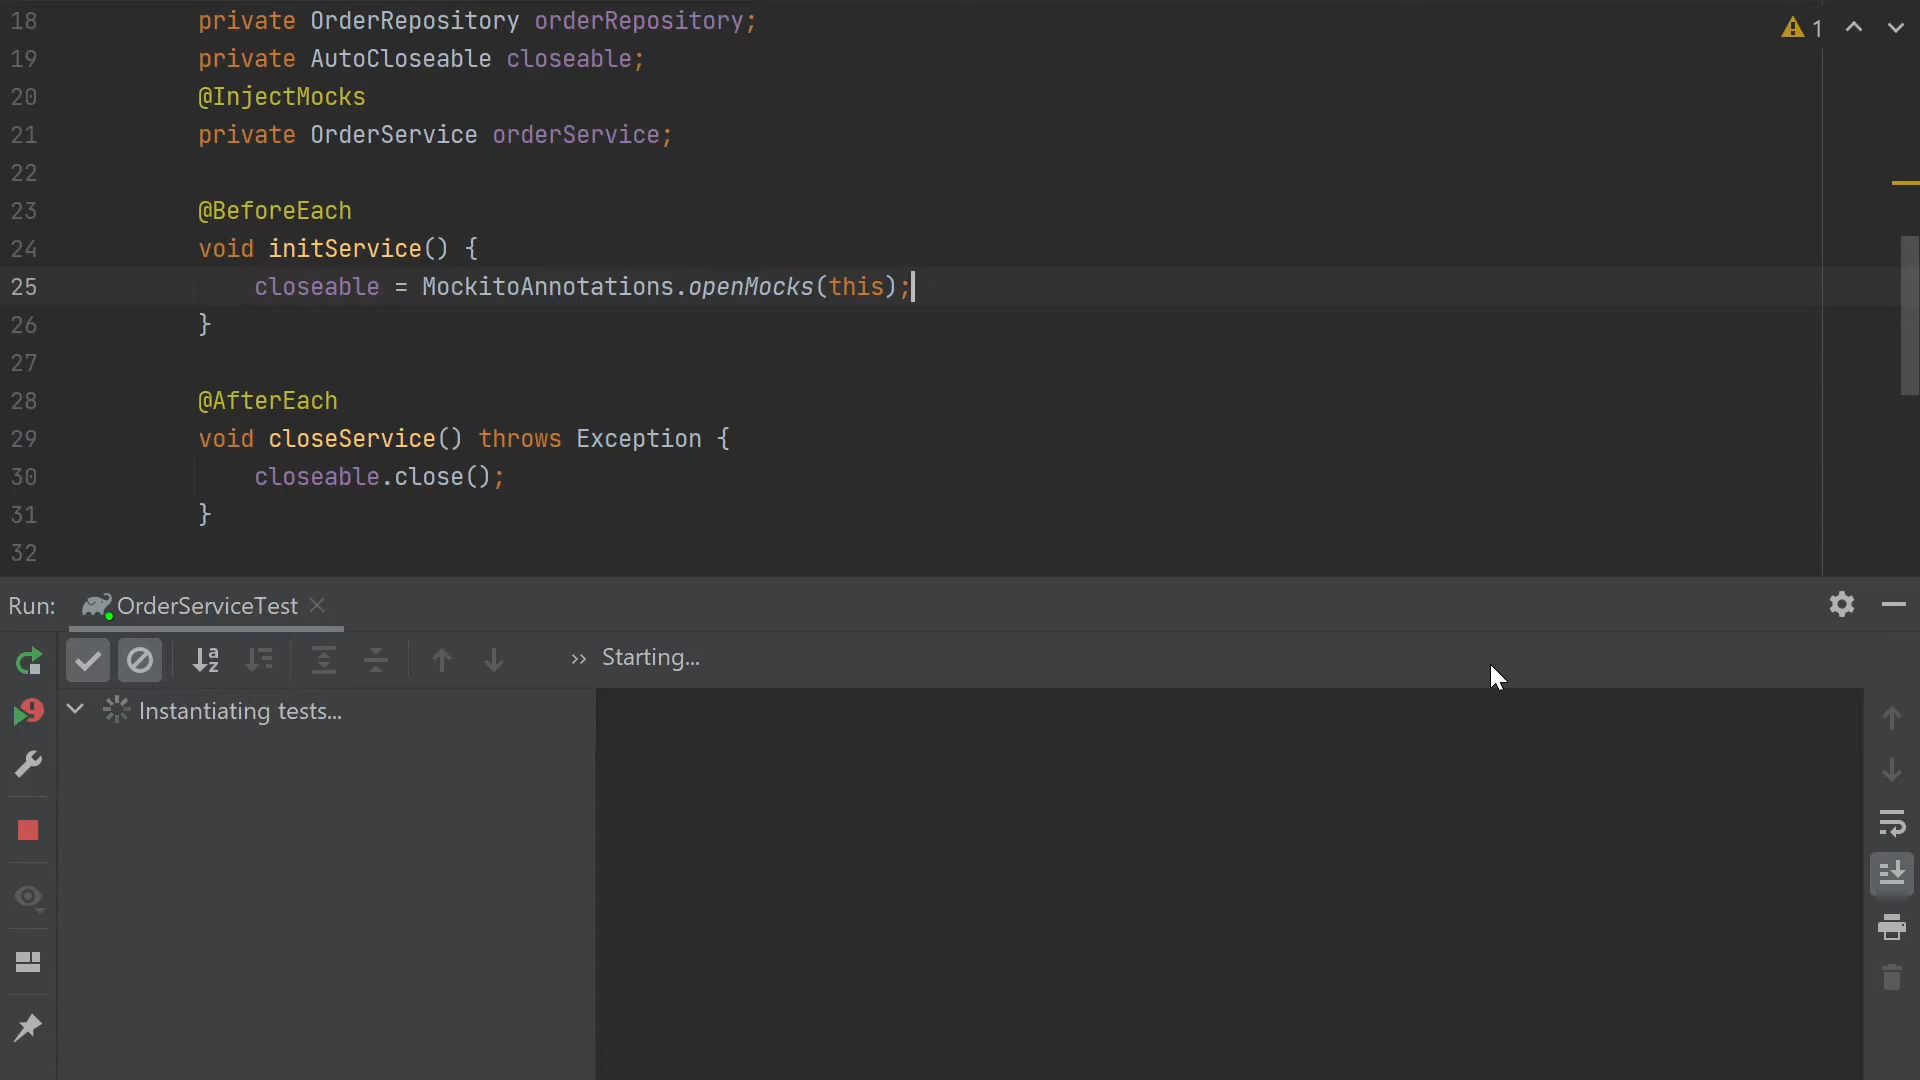 18 private OrderRepository orderRepository;
1
19 private AutoCloseable closeable;
20 @InjectMocks
21 private OrderService orderService;
22
23 @BeforeEach
24 void initService() {
25 closeable = MockitoAnnotations.openMocks(this);
26 }
27
28 @AfterEach
29 void closeService() throws Exception {
30 closeable.close();
31 }
32
Run: OrderServiceTest
>> Starting...
Instantiating tests...